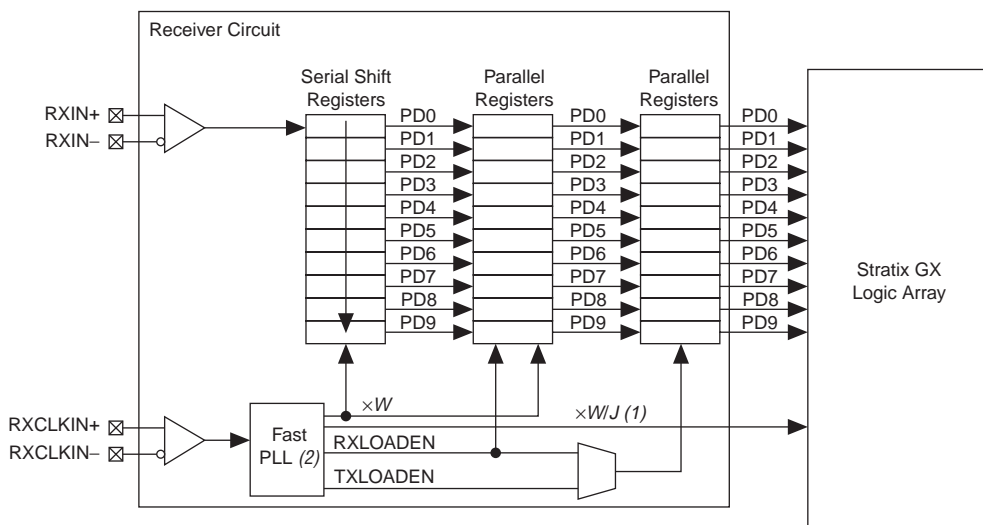 Receiver Circuit
Serial Shift
Registers
Parallel
Registers
Parallel
Registers
RXIN+
RXIN–
PD0 PD0 PD0
PD1 PD1 PD1
PD2 PD2 PD2
PD3 PD3 PD3
PD4 PD4 PD4
PD5 PD5 PD5
PD6 PD6 PD6
PD7 PD7 PD7
PD8 PD8 PD8
PD9 PD9 PD9
Stratix GX
Logic Array
×W
×W/J (1)
RXCLKIN+
RXCLKIN–
Fast
PLL (2)
RXLOADEN
TXLOADEN